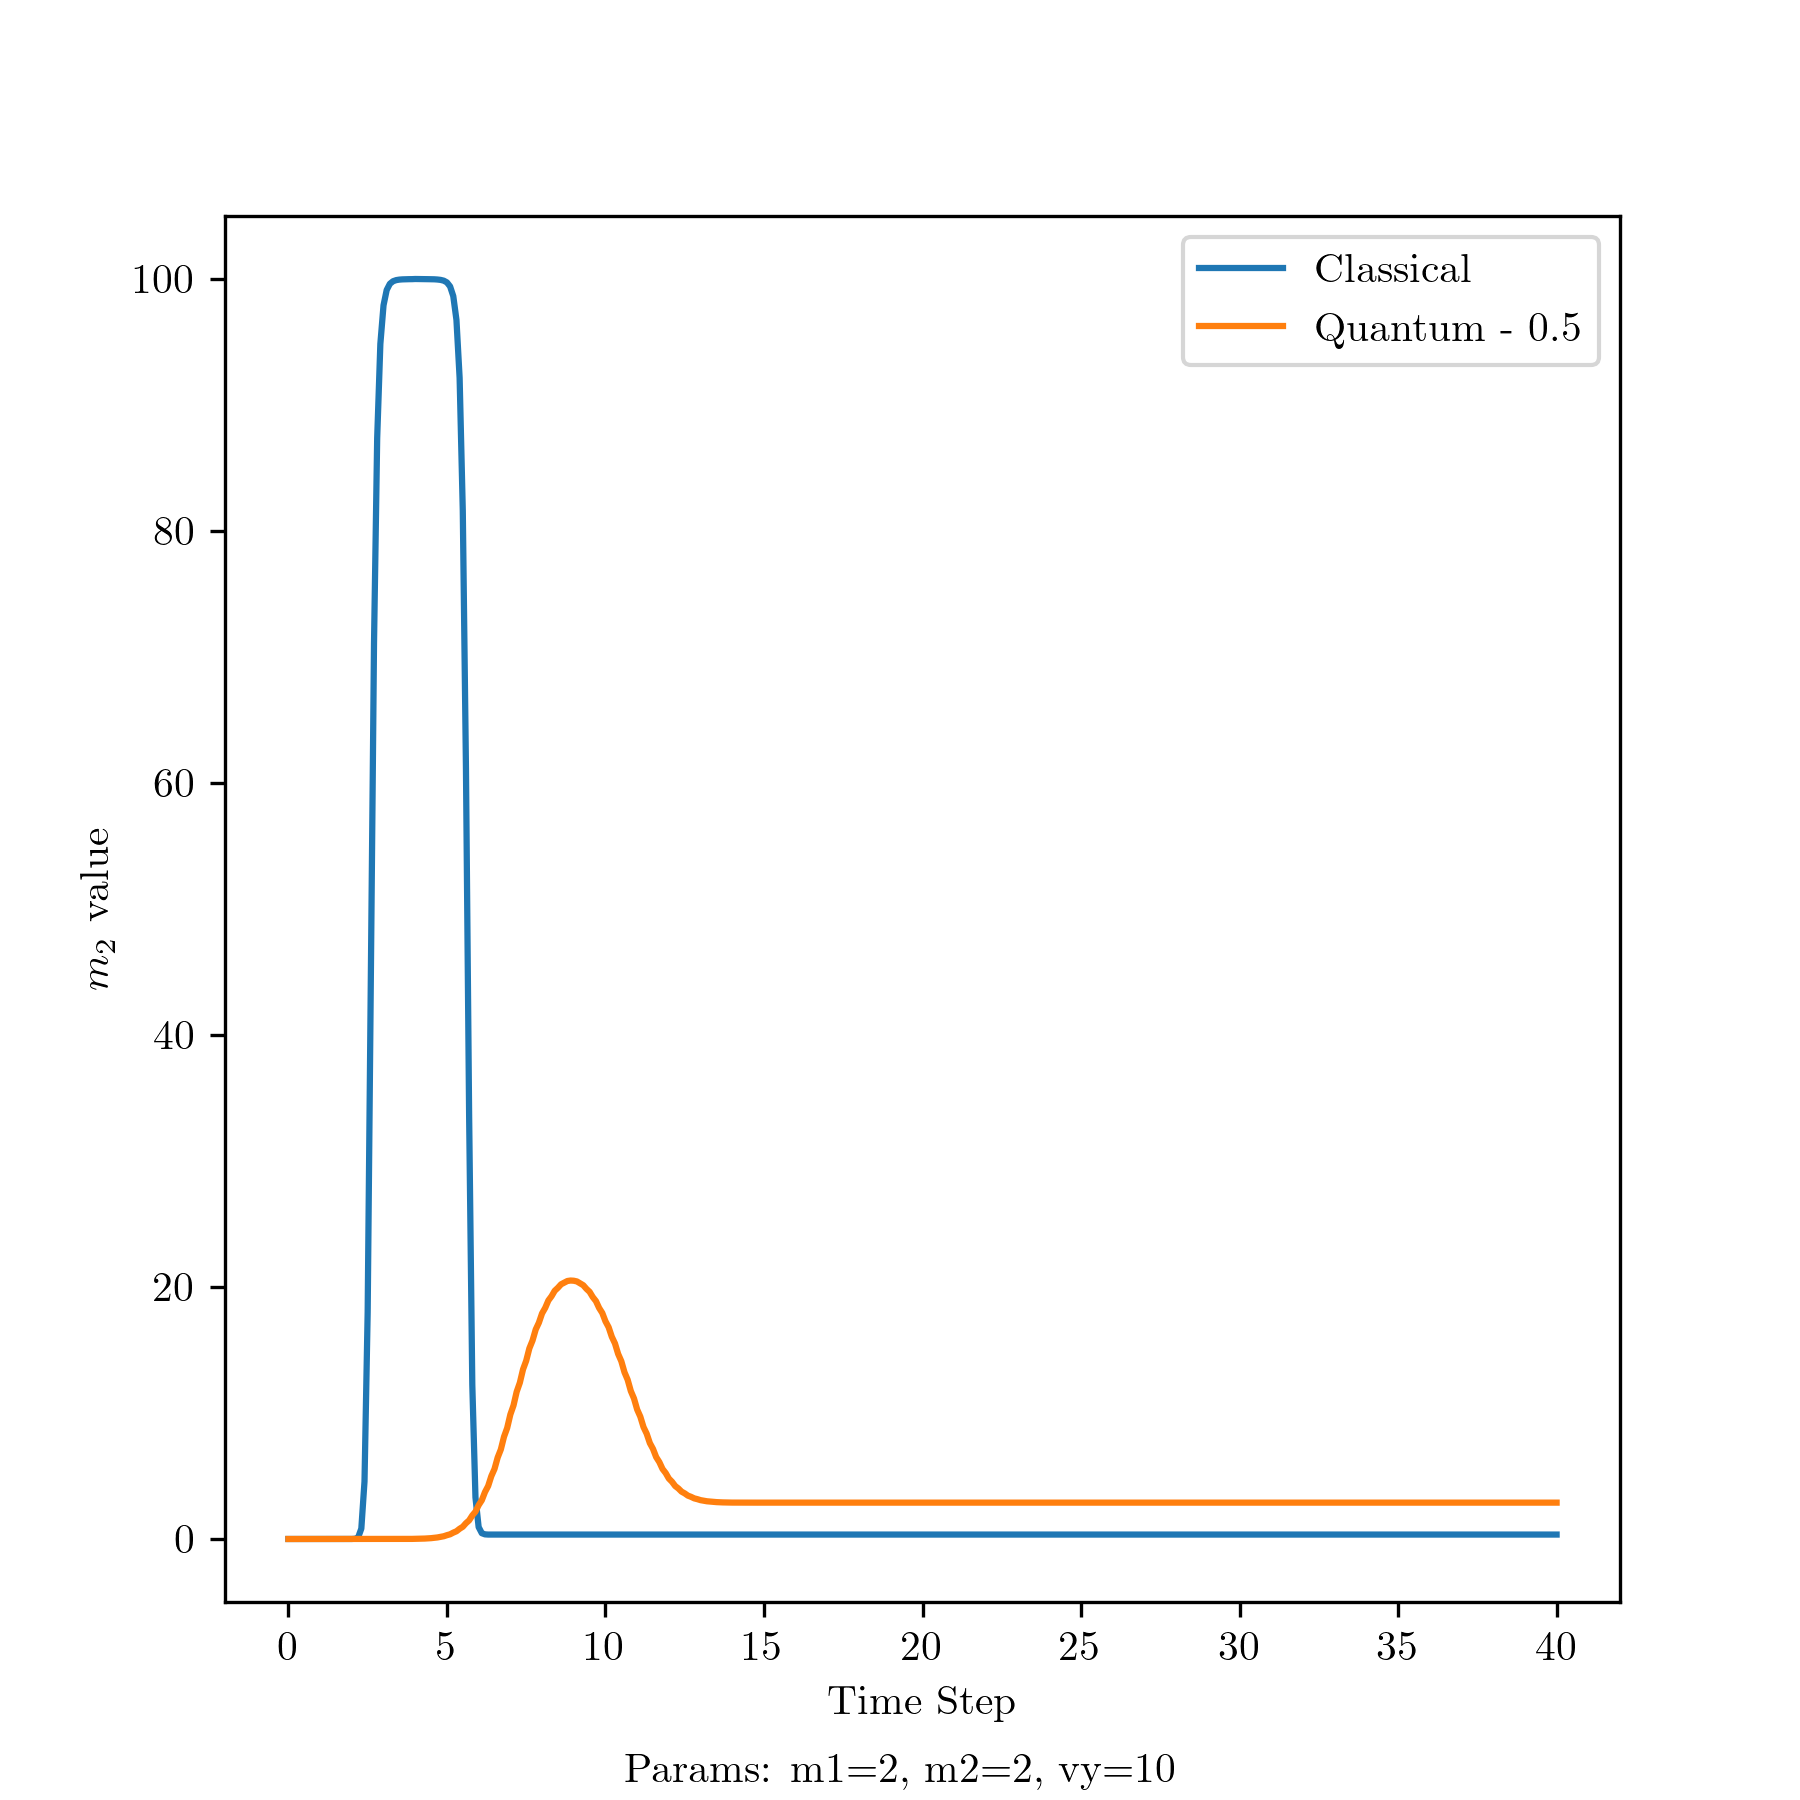 Classical
Quantum - 0.5
100
80
60
40
20
0
m₂ value
0 5 10 15 20 25 30 35 40
Time Step
Params: m1=2, m2=2, vy=10